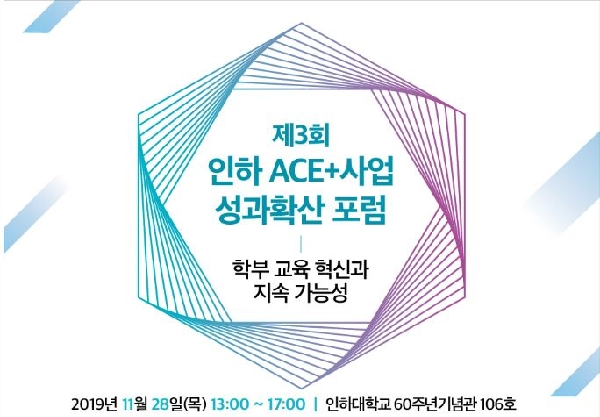 제3회
인하 ACE+사업
성과확산 포럼
학부 교육 혁신과
지속 가능성
2019년 11월 28일(목) 13:00 ~ 17:00 | 인하대학교 60주년기념관 106호